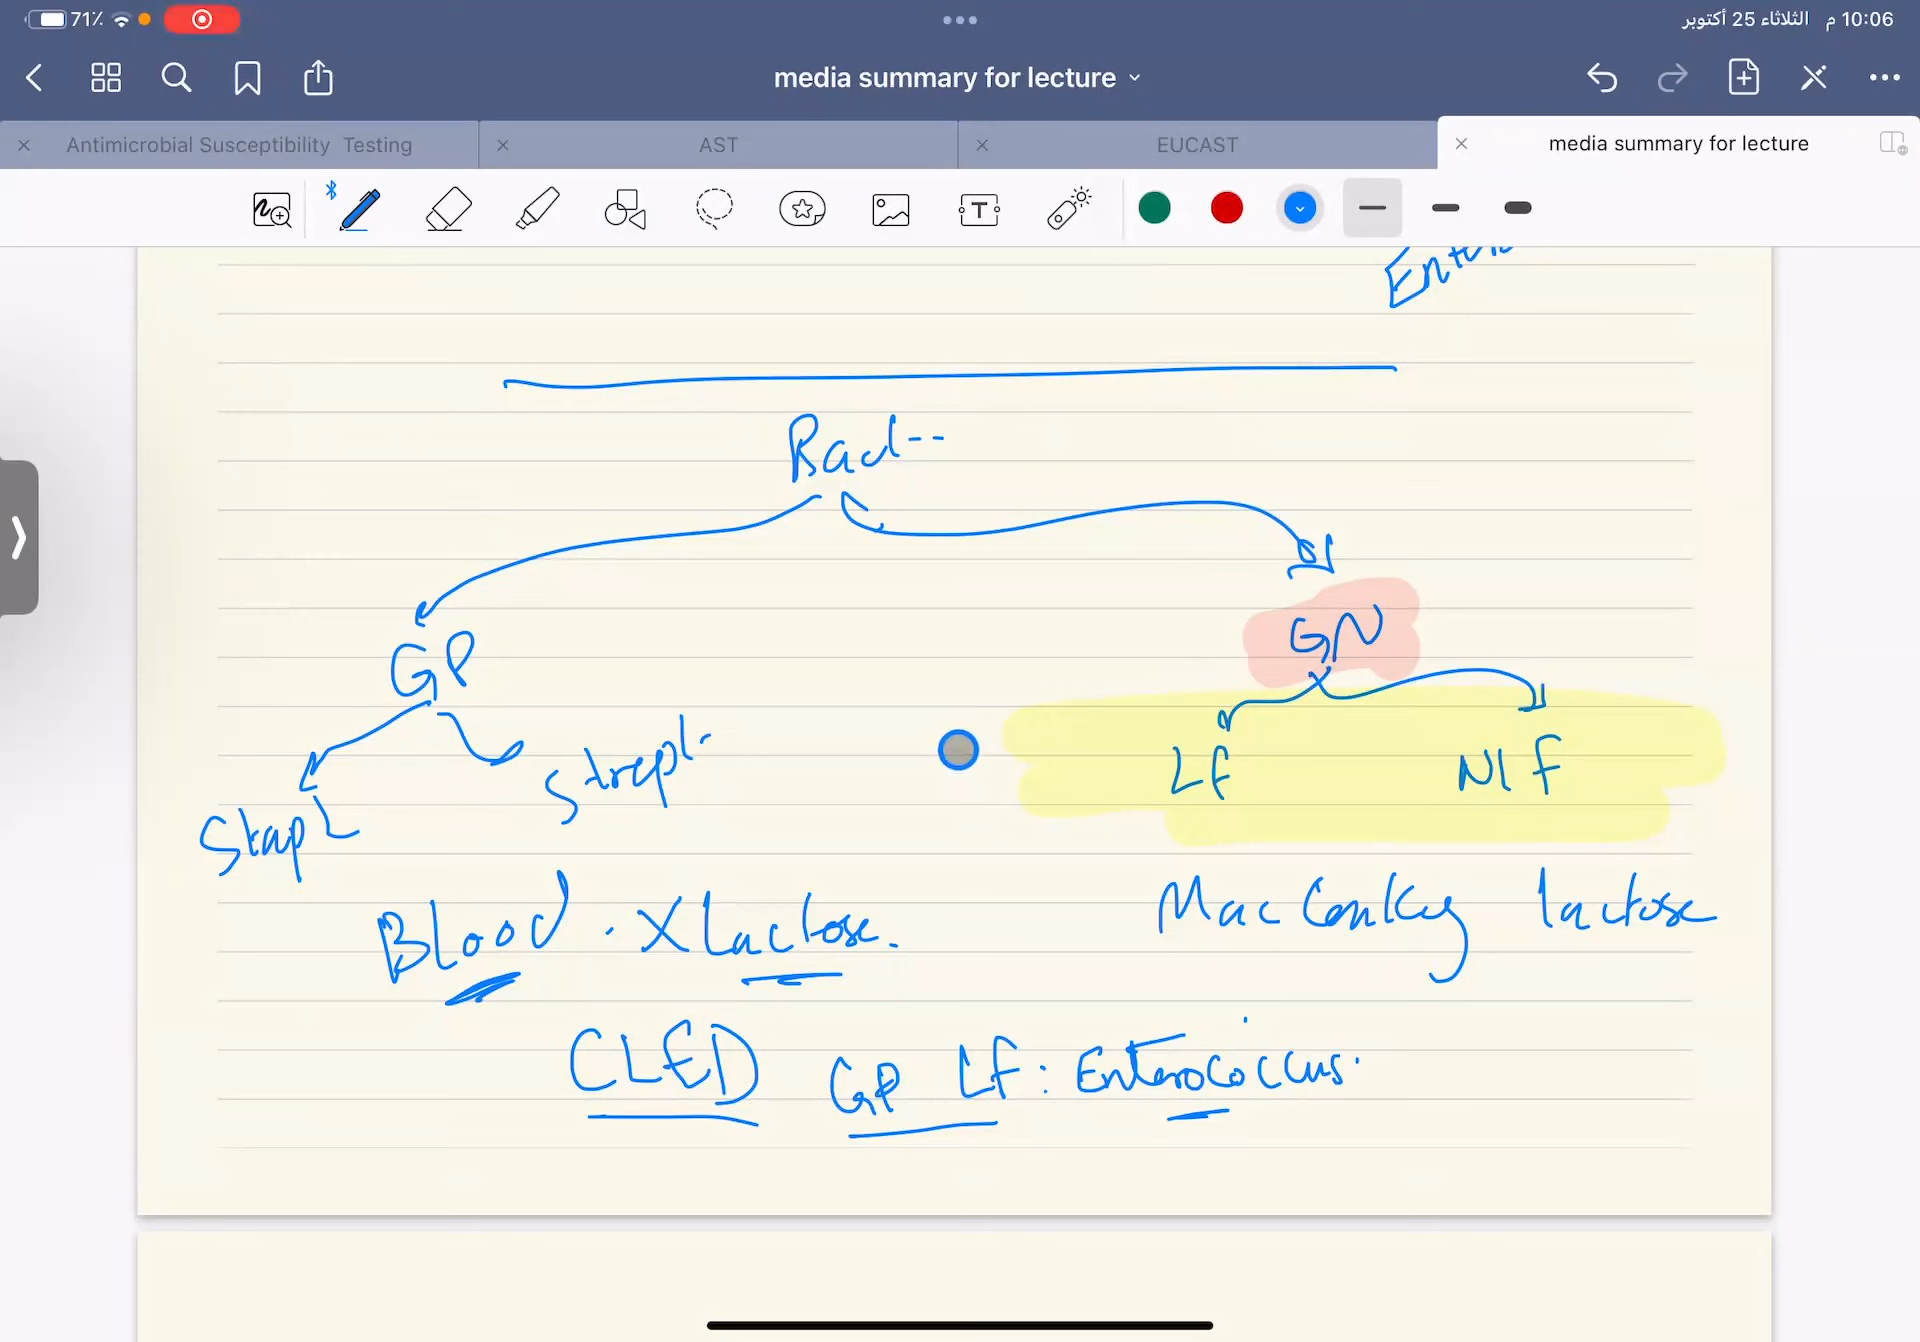 71٪
10:06 م الثلاثاء 25 أكتوبر
media summary for lecture
Antimicrobial Susceptibility Testing
AST
EUCAST
media summary for lecture
T
Bact--
GP
GN
Staph
Strept.
LF
NLF
Blood . X Lactose.
MacConkey lactose
CLED GP LF: Enterococcus.